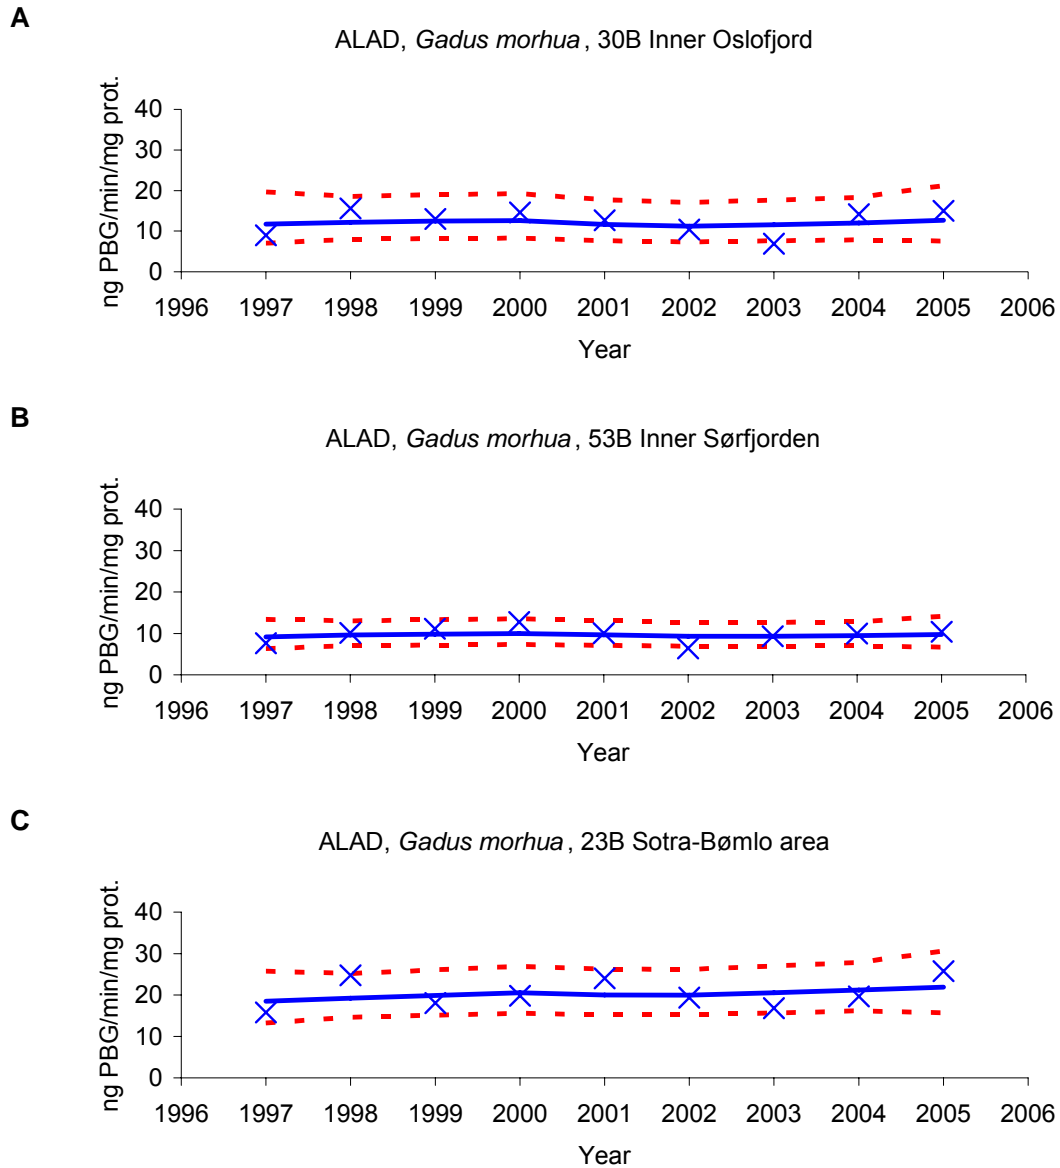 A
ALAD, Gadus morhua, 30B Inner Oslofjord
ng PBG/min/mg prot.
40
30
20
10
0
1996 1997 1998 1999 2000 2001 2002 2003 2004 2005 2006
Year
B
ALAD, Gadus morhua, 53B Inner Sørfjorden
ng PBG/min/mg prot.
40
30
20
10
0
1996 1997 1998 1999 2000 2001 2002 2003 2004 2005 2006
Year
C
ALAD, Gadus morhua, 23B Sotra-Bømlo area
ng PBG/min/mg prot.
40
30
20
10
0
1996 1997 1998 1999 2000 2001 2002 2003 2004 2005 2006
Year